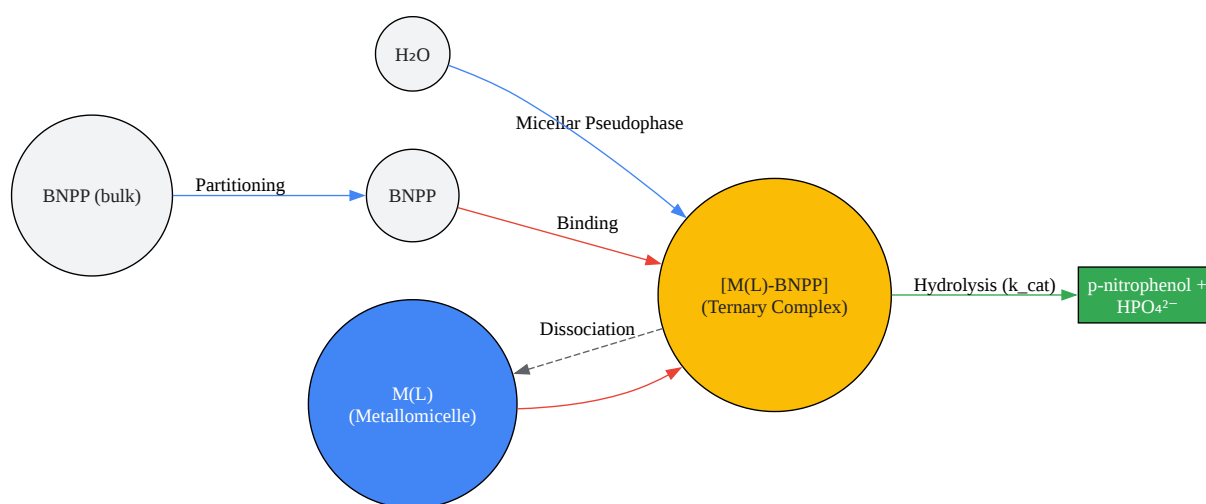 H₂O
Micellar Pseudophase
BNPP (bulk)
Partitioning
BNPP
Binding
[M(L)-BNPP]
(Ternary Complex)
Hydrolysis (k_cat)
p-nitrophenol +
HPO₄²⁻
Dissociation
M(L)
(Metallomicelle)